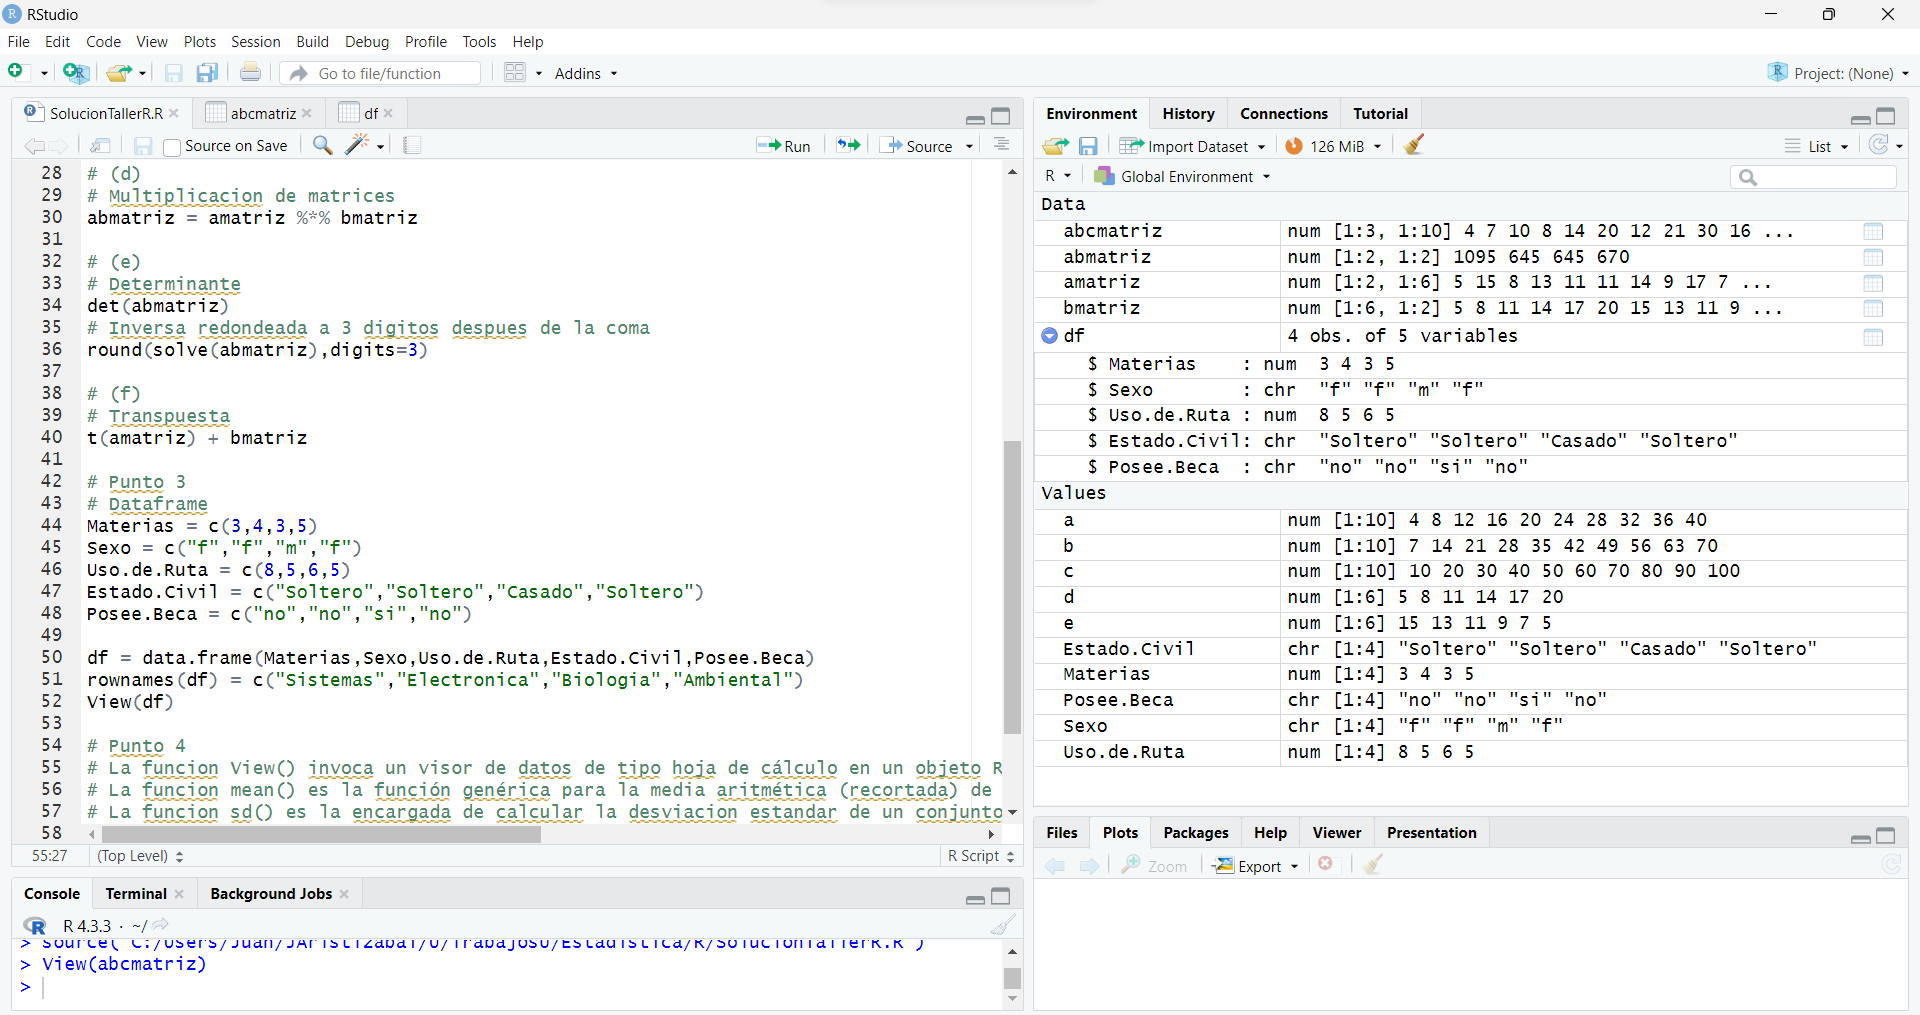 RStudio
File Edit Code View Plots Session Build Debug Profile Tools Help
Go to file/function Addins Project: (None)
SolucionTallerR.R abcmatriz df
Source on Save Run Source
28 # (d)
29 # Multiplicacion de matrices
30 abmatriz = amatriz %*% bmatriz
31
32 # (e)
33 # Determinante
34 det(abmatriz)
35 # Inversa redondeada a 3 digitos despues de la coma
36 round(solve(abmatriz),digits=3)
37
38 # (f)
39 # Transpuesta
40 t(amatriz) + bmatriz
41
42 # Punto 3
43 # Dataframe
44 Materias = c(3,4,3,5)
45 Sexo = c("f","f","m","f")
46 Uso.de.Ruta = c(8,5,6,5)
47 Estado.Civil = c("Soltero","Soltero","Casado","Soltero")
48 Posee.Beca = c("no","no","si","no")
49
50 df = data.frame(Materias,Sexo,Uso.de.Ruta,Estado.Civil,Posee.Beca)
51 rownames(df) = c("Sistemas","Electronica","Biologia","Ambiental")
52 View(df)
53
54 # Punto 4
55 # La funcion View() invoca un visor de datos de tipo hoja de cálculo en un objeto R
56 # La funcion mean() es la función genérica para la media aritmética (recortada) de
57 # La funcion sd() es la encargada de calcular la desviacion estandar de un conjunto
58
55:27 (Top Level) R Script
Console Terminal Background Jobs
R 4.3.3 · ~/
> source("C:/Users/Juan/JAristizabal/U/TrabajosU/Estadistica/R/SolucionTallerR.R")
> View(abcmatriz)
>
Environment History Connections Tutorial
Import Dataset 126 MiB List
R Global Environment
Data
abcmatriz num [1:3, 1:10] 4 7 10 8 14 20 12 21 30 16 ...
abmatriz num [1:2, 1:2] 1095 645 645 670
amatriz num [1:2, 1:6] 5 15 8 13 11 11 14 9 17 7 ...
bmatriz num [1:6, 1:2] 5 8 11 14 17 20 15 13 11 9 ...
df 4 obs. of 5 variables
$ Materias : num 3 4 3 5
$ Sexo : chr "f" "f" "m" "f"
$ Uso.de.Ruta : num 8 5 6 5
$ Estado.Civil: chr "Soltero" "Soltero" "Casado" "Soltero"
$ Posee.Beca : chr "no" "no" "si" "no"
Values
a num [1:10] 4 8 12 16 20 24 28 32 36 40
b num [1:10] 7 14 21 28 35 42 49 56 63 70
c num [1:10] 10 20 30 40 50 60 70 80 90 100
d num [1:6] 5 8 11 14 17 20
e num [1:6] 15 13 11 9 7 5
Estado.Civil chr [1:4] "Soltero" "Soltero" "Casado" "Soltero"
Materias num [1:4] 3 4 3 5
Posee.Beca chr [1:4] "no" "no" "si" "no"
Sexo chr [1:4] "f" "f" "m" "f"
Uso.de.Ruta num [1:4] 8 5 6 5
Files Plots Packages Help Viewer Presentation
Zoom Export